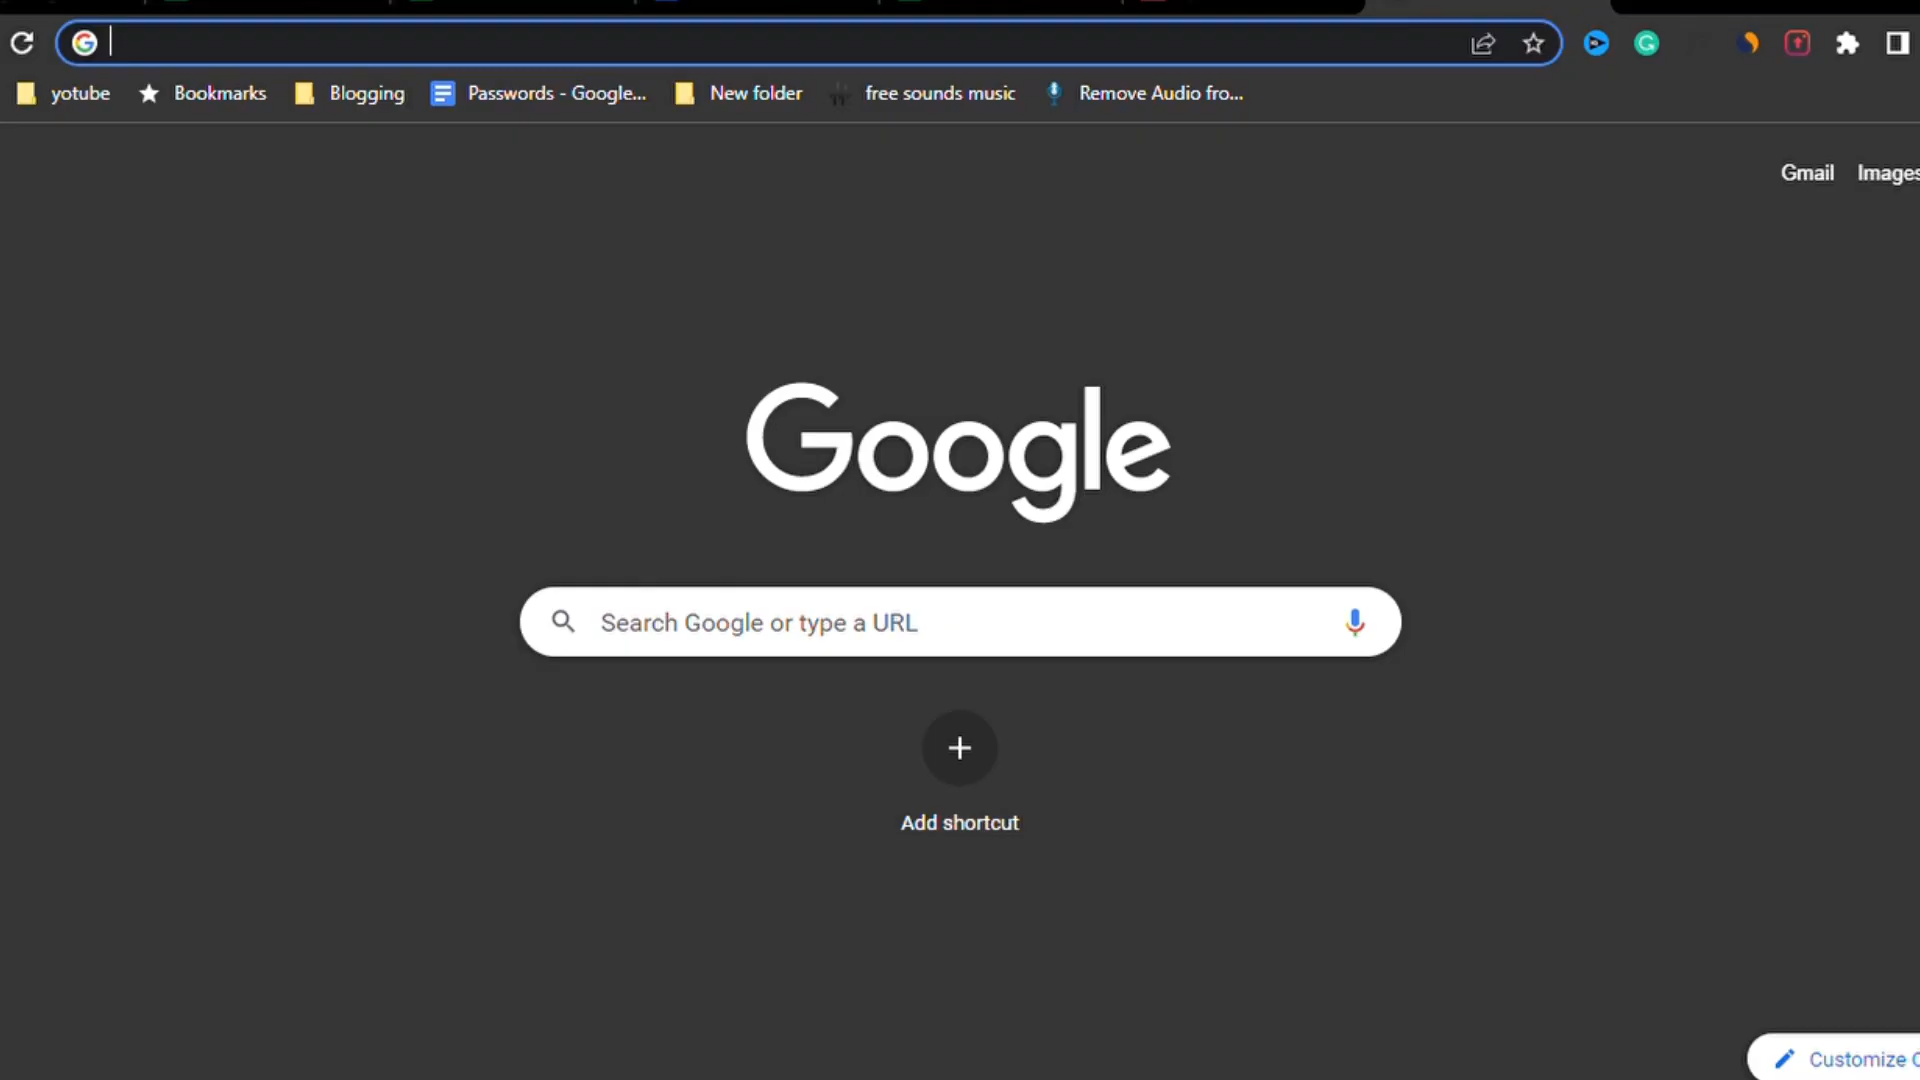 yotube
Bookmarks
Blogging
Passwords - Google...
New folder
free sounds music
Remove Audio fro...
Gmail
Images
Google
Search Google or type a URL
Add shortcut
Customize C